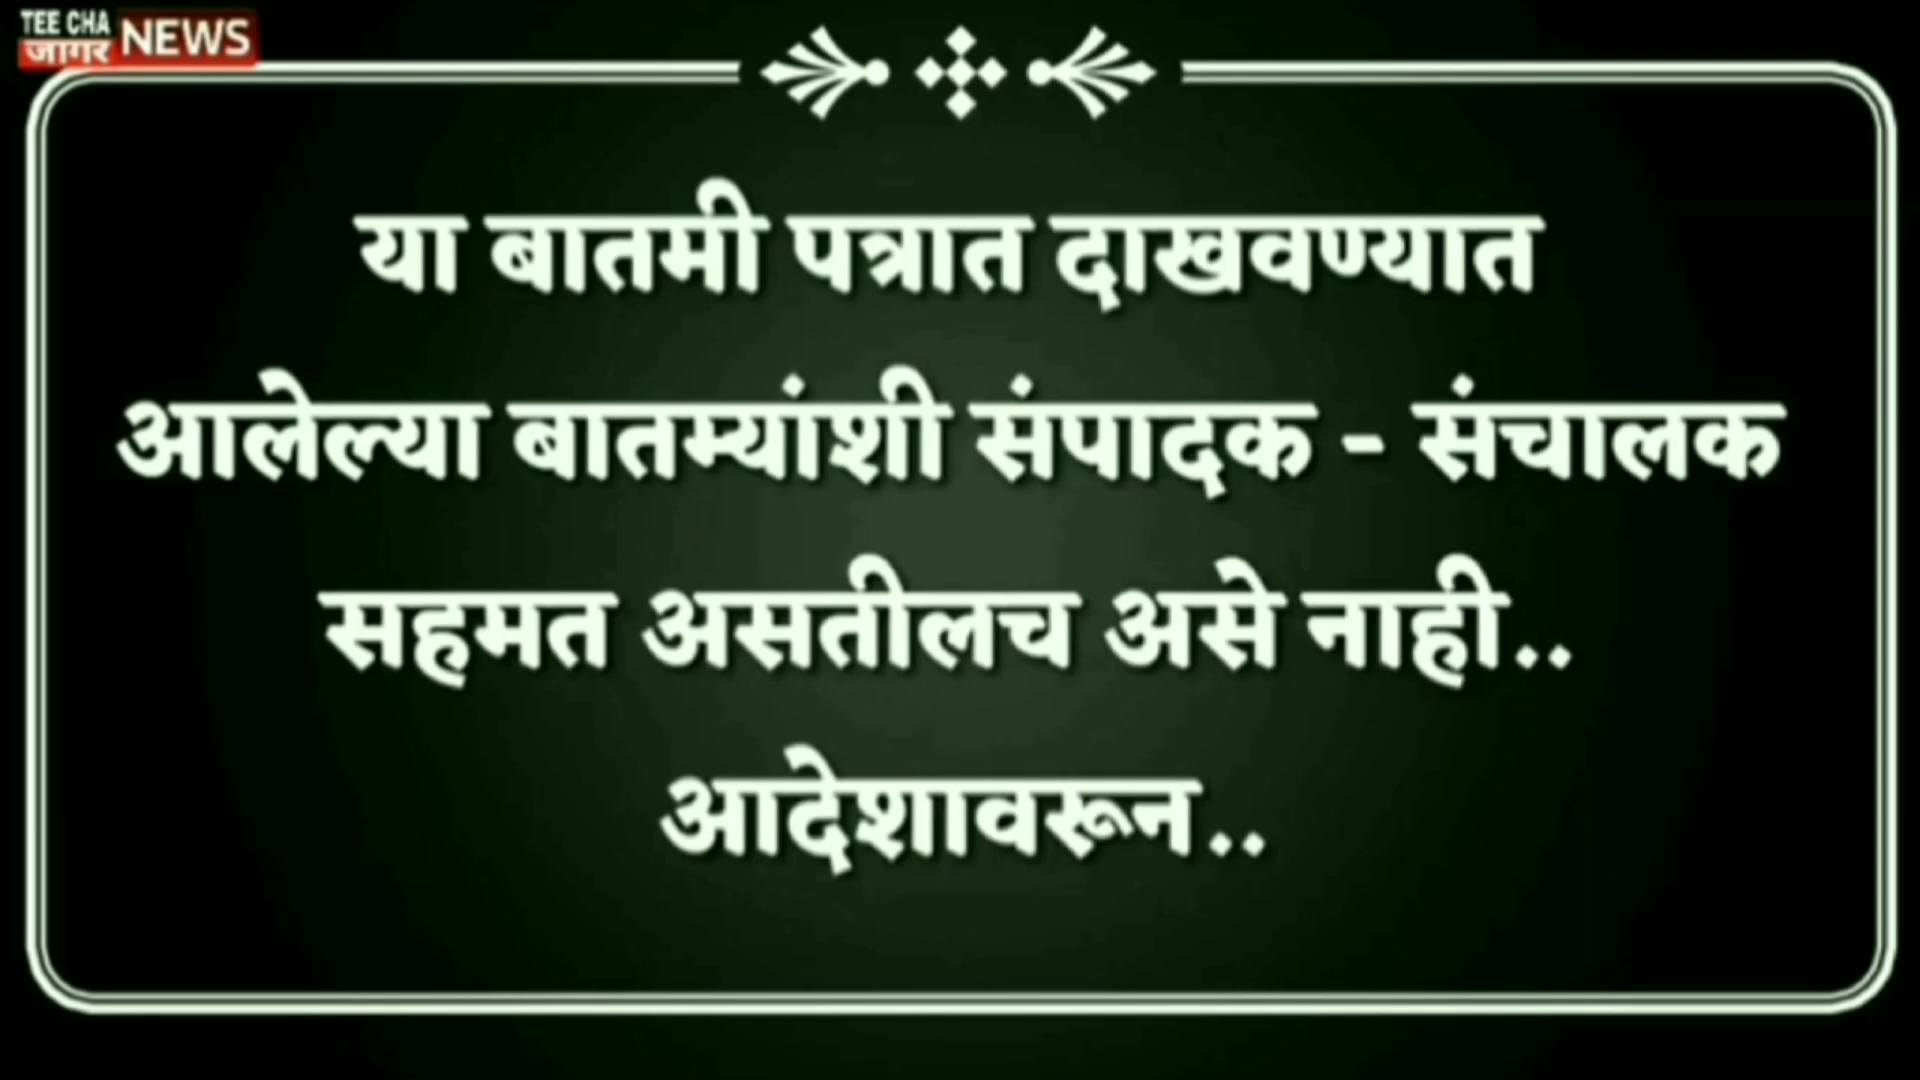 TEE CHA
जागर NEWS
या बातमी पत्रात दाखवण्यात
आलेल्या बातम्यांशी संपादक - संचालक
सहमत असतीलच असे नाही..
आदेशावरून..